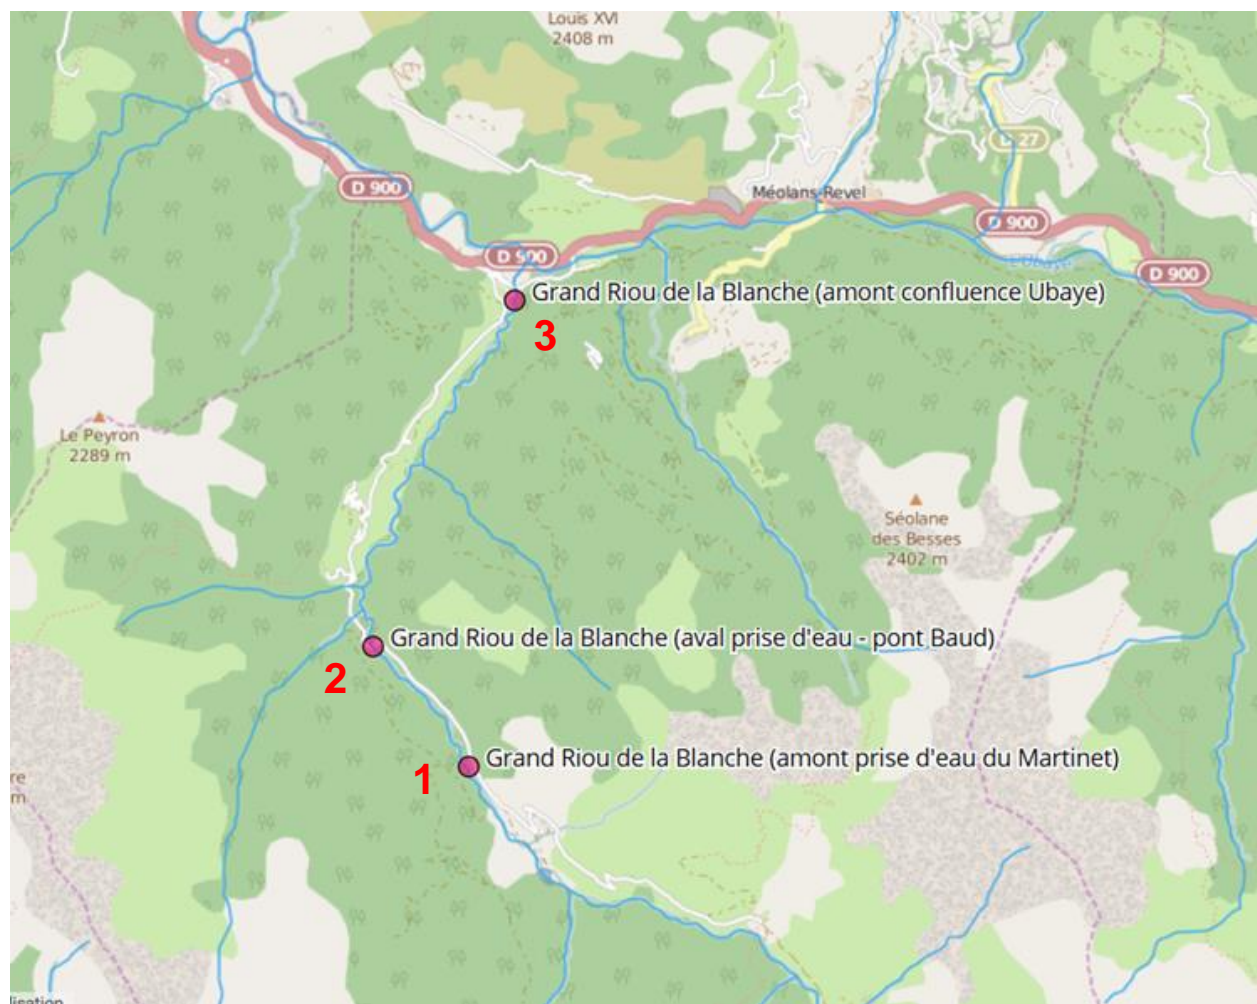 Louis XVI
2408 m
D 27
D 900
Méolans-Revel
D 900
D 900
L'Ubaye
D 900
Grand Riou de la Blanche (amont confluence Ubaye)
3
Le Peyron
2289 m
Séolane
des Besses
2402 m
Grand Riou de la Blanche (aval prise d'eau - pont Baud)
2
Grand Riou de la Blanche (amont prise d'eau du Martinet)
1
re
m